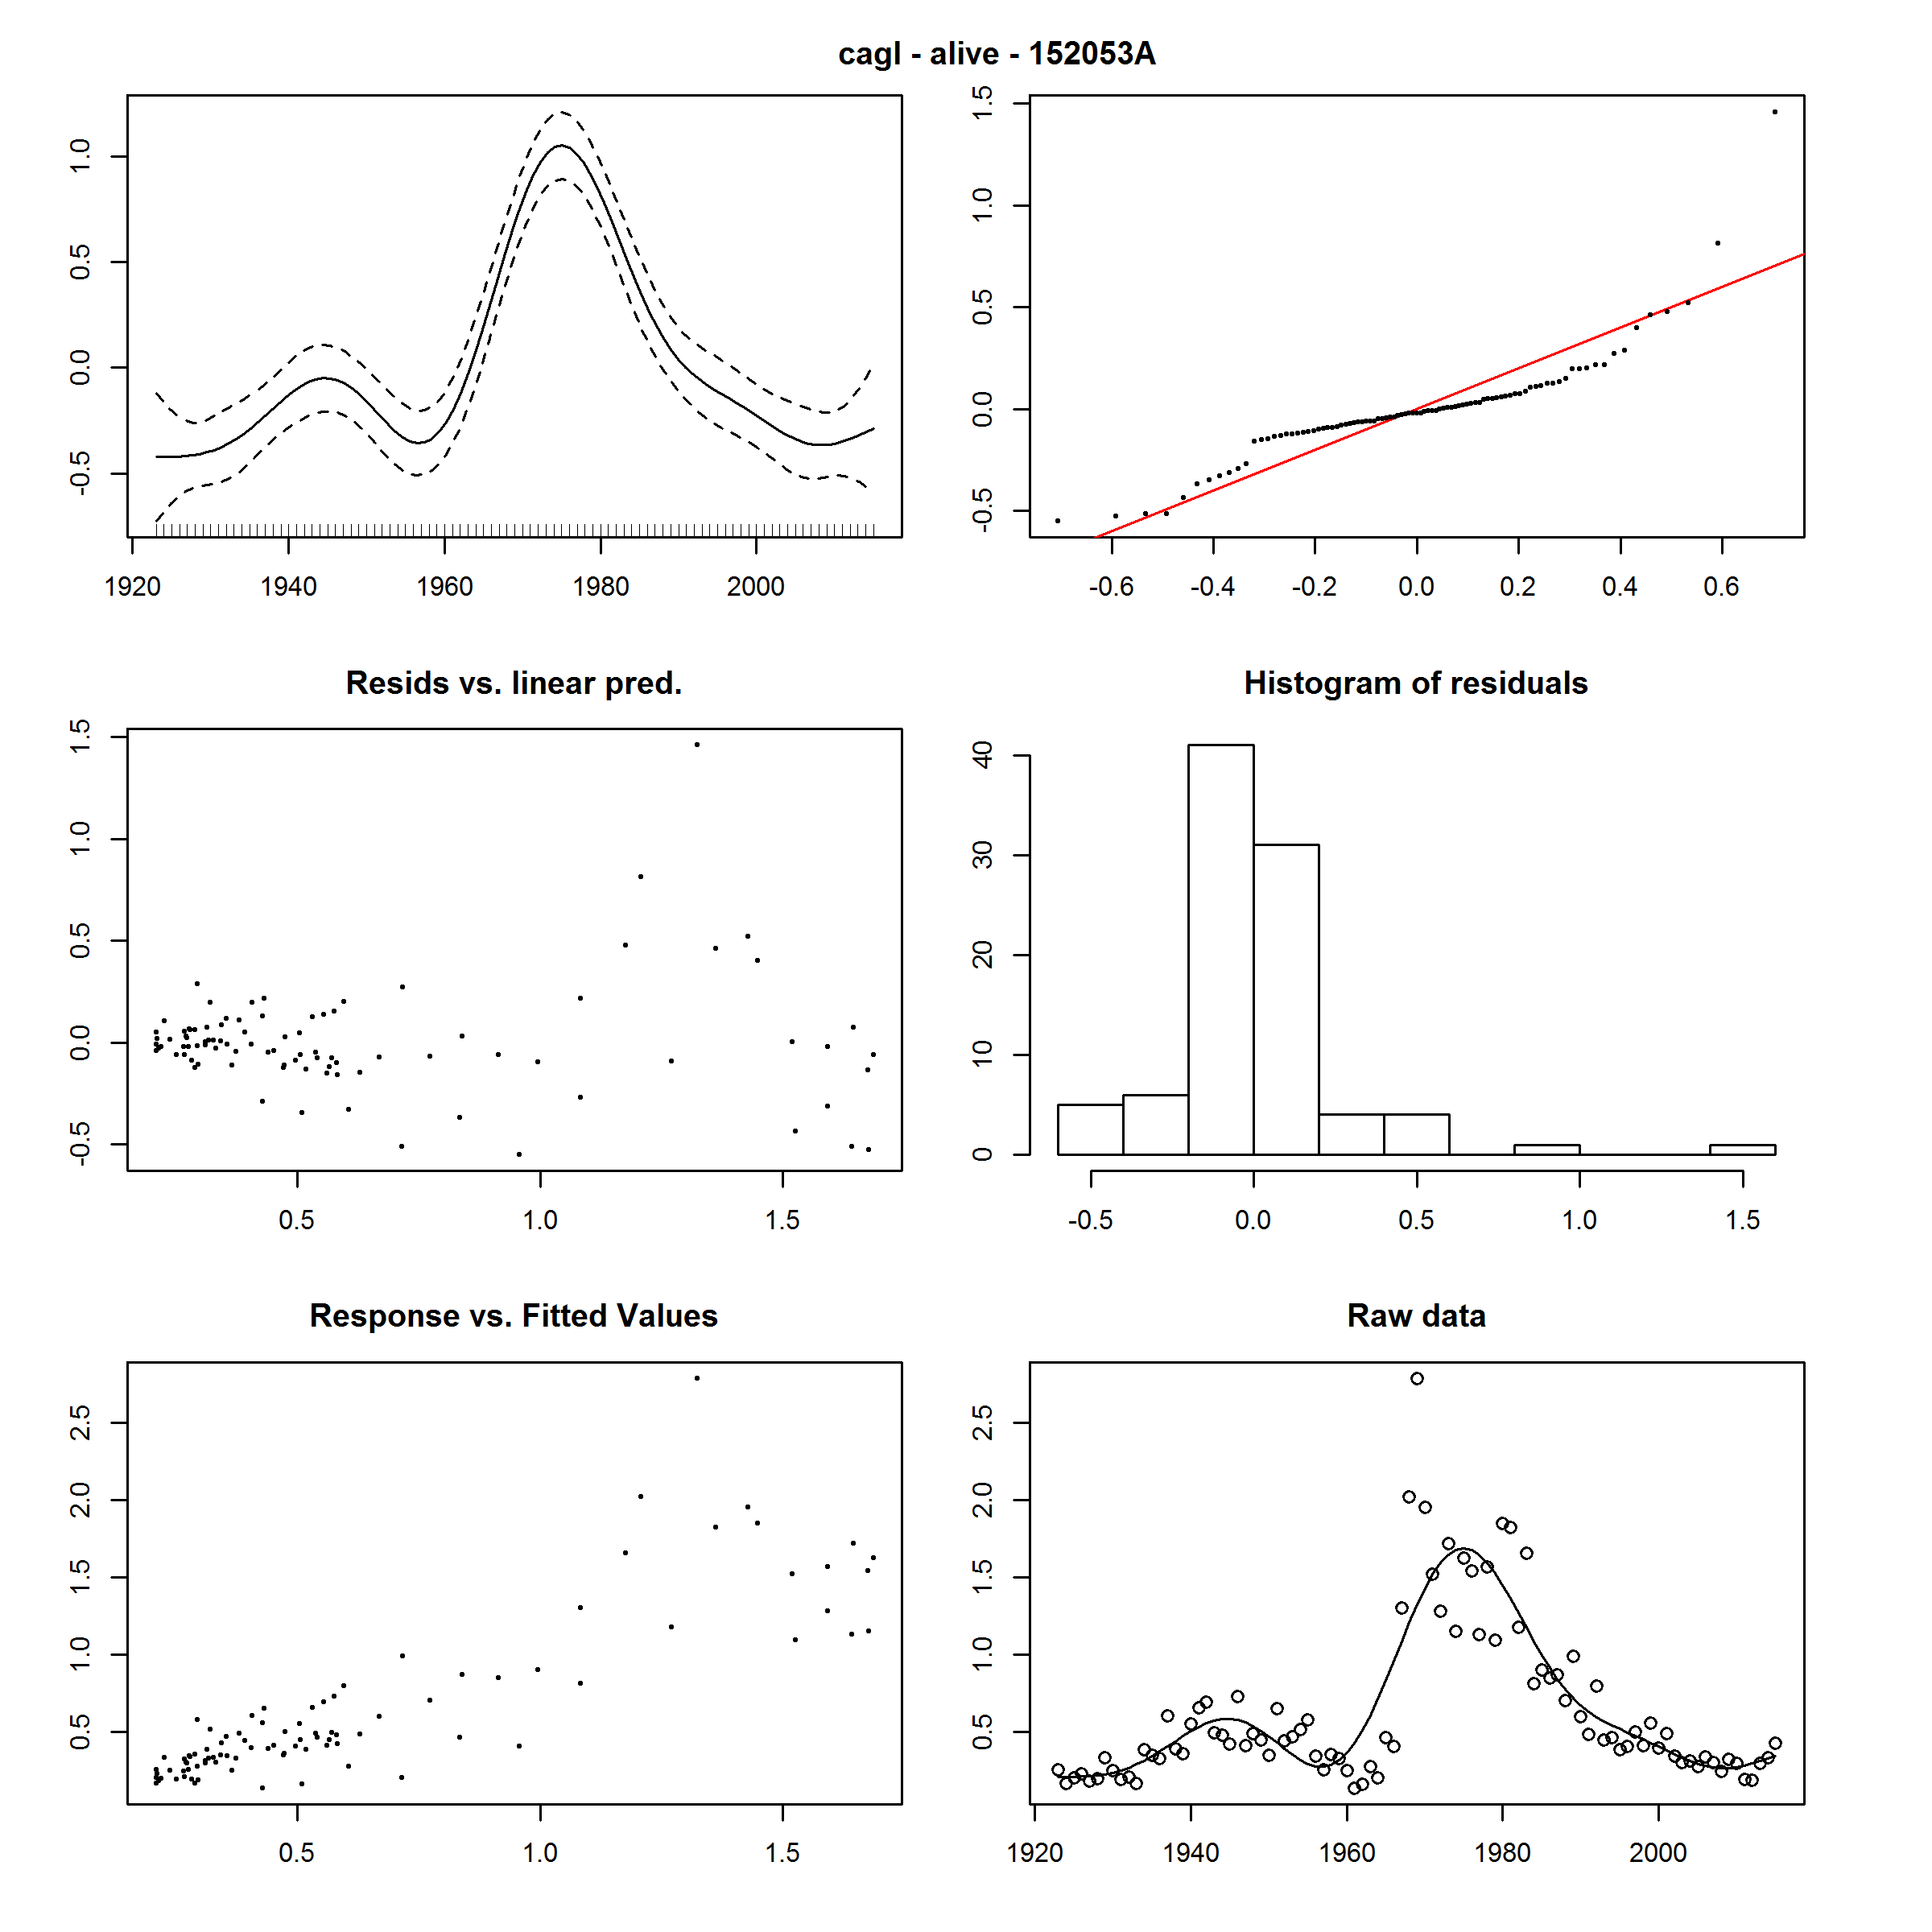 cagl - alive - 152053A
1.0
0.5
0.0
-0.5
1920 1940 1960 1980 2000
1.5
1.0
0.5
0.0
-0.5
-0.6 -0.4 -0.2 0.0 0.2 0.4 0.6
Resids vs. linear pred.
1.5
1.0
0.5
0.0
-0.5
0.5 1.0 1.5
Histogram of residuals
40
30
20
10
0
-0.5 0.0 0.5 1.0 1.5
Response vs. Fitted Values
2.5
2.0
1.5
1.0
0.5
0.5 1.0 1.5
Raw data
2.5
2.0
1.5
1.0
0.5
1920 1940 1960 1980 2000